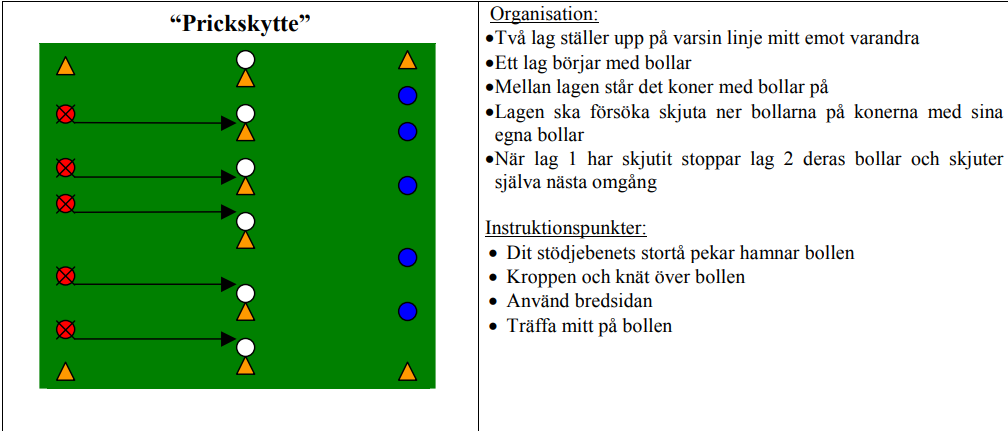 “Prickskytte”
Organisation:
•Två lag ställer upp på varsin linje mitt emot varandra
•Ett lag börjar med bollar
•Mellan lagen står det koner med bollar på
•Lagen ska försöka skjuta ner bollarna på konerna med sina
egna bollar
•När lag 1 har skjutit stoppar lag 2 deras bollar och skjuter
själva nästa omgång
Instruktionspunkter:
• Dit stödjebenets stortå pekar hamnar bollen
• Kroppen och knät över bollen
• Använd bredsidan
• Träffa mitt på bollen